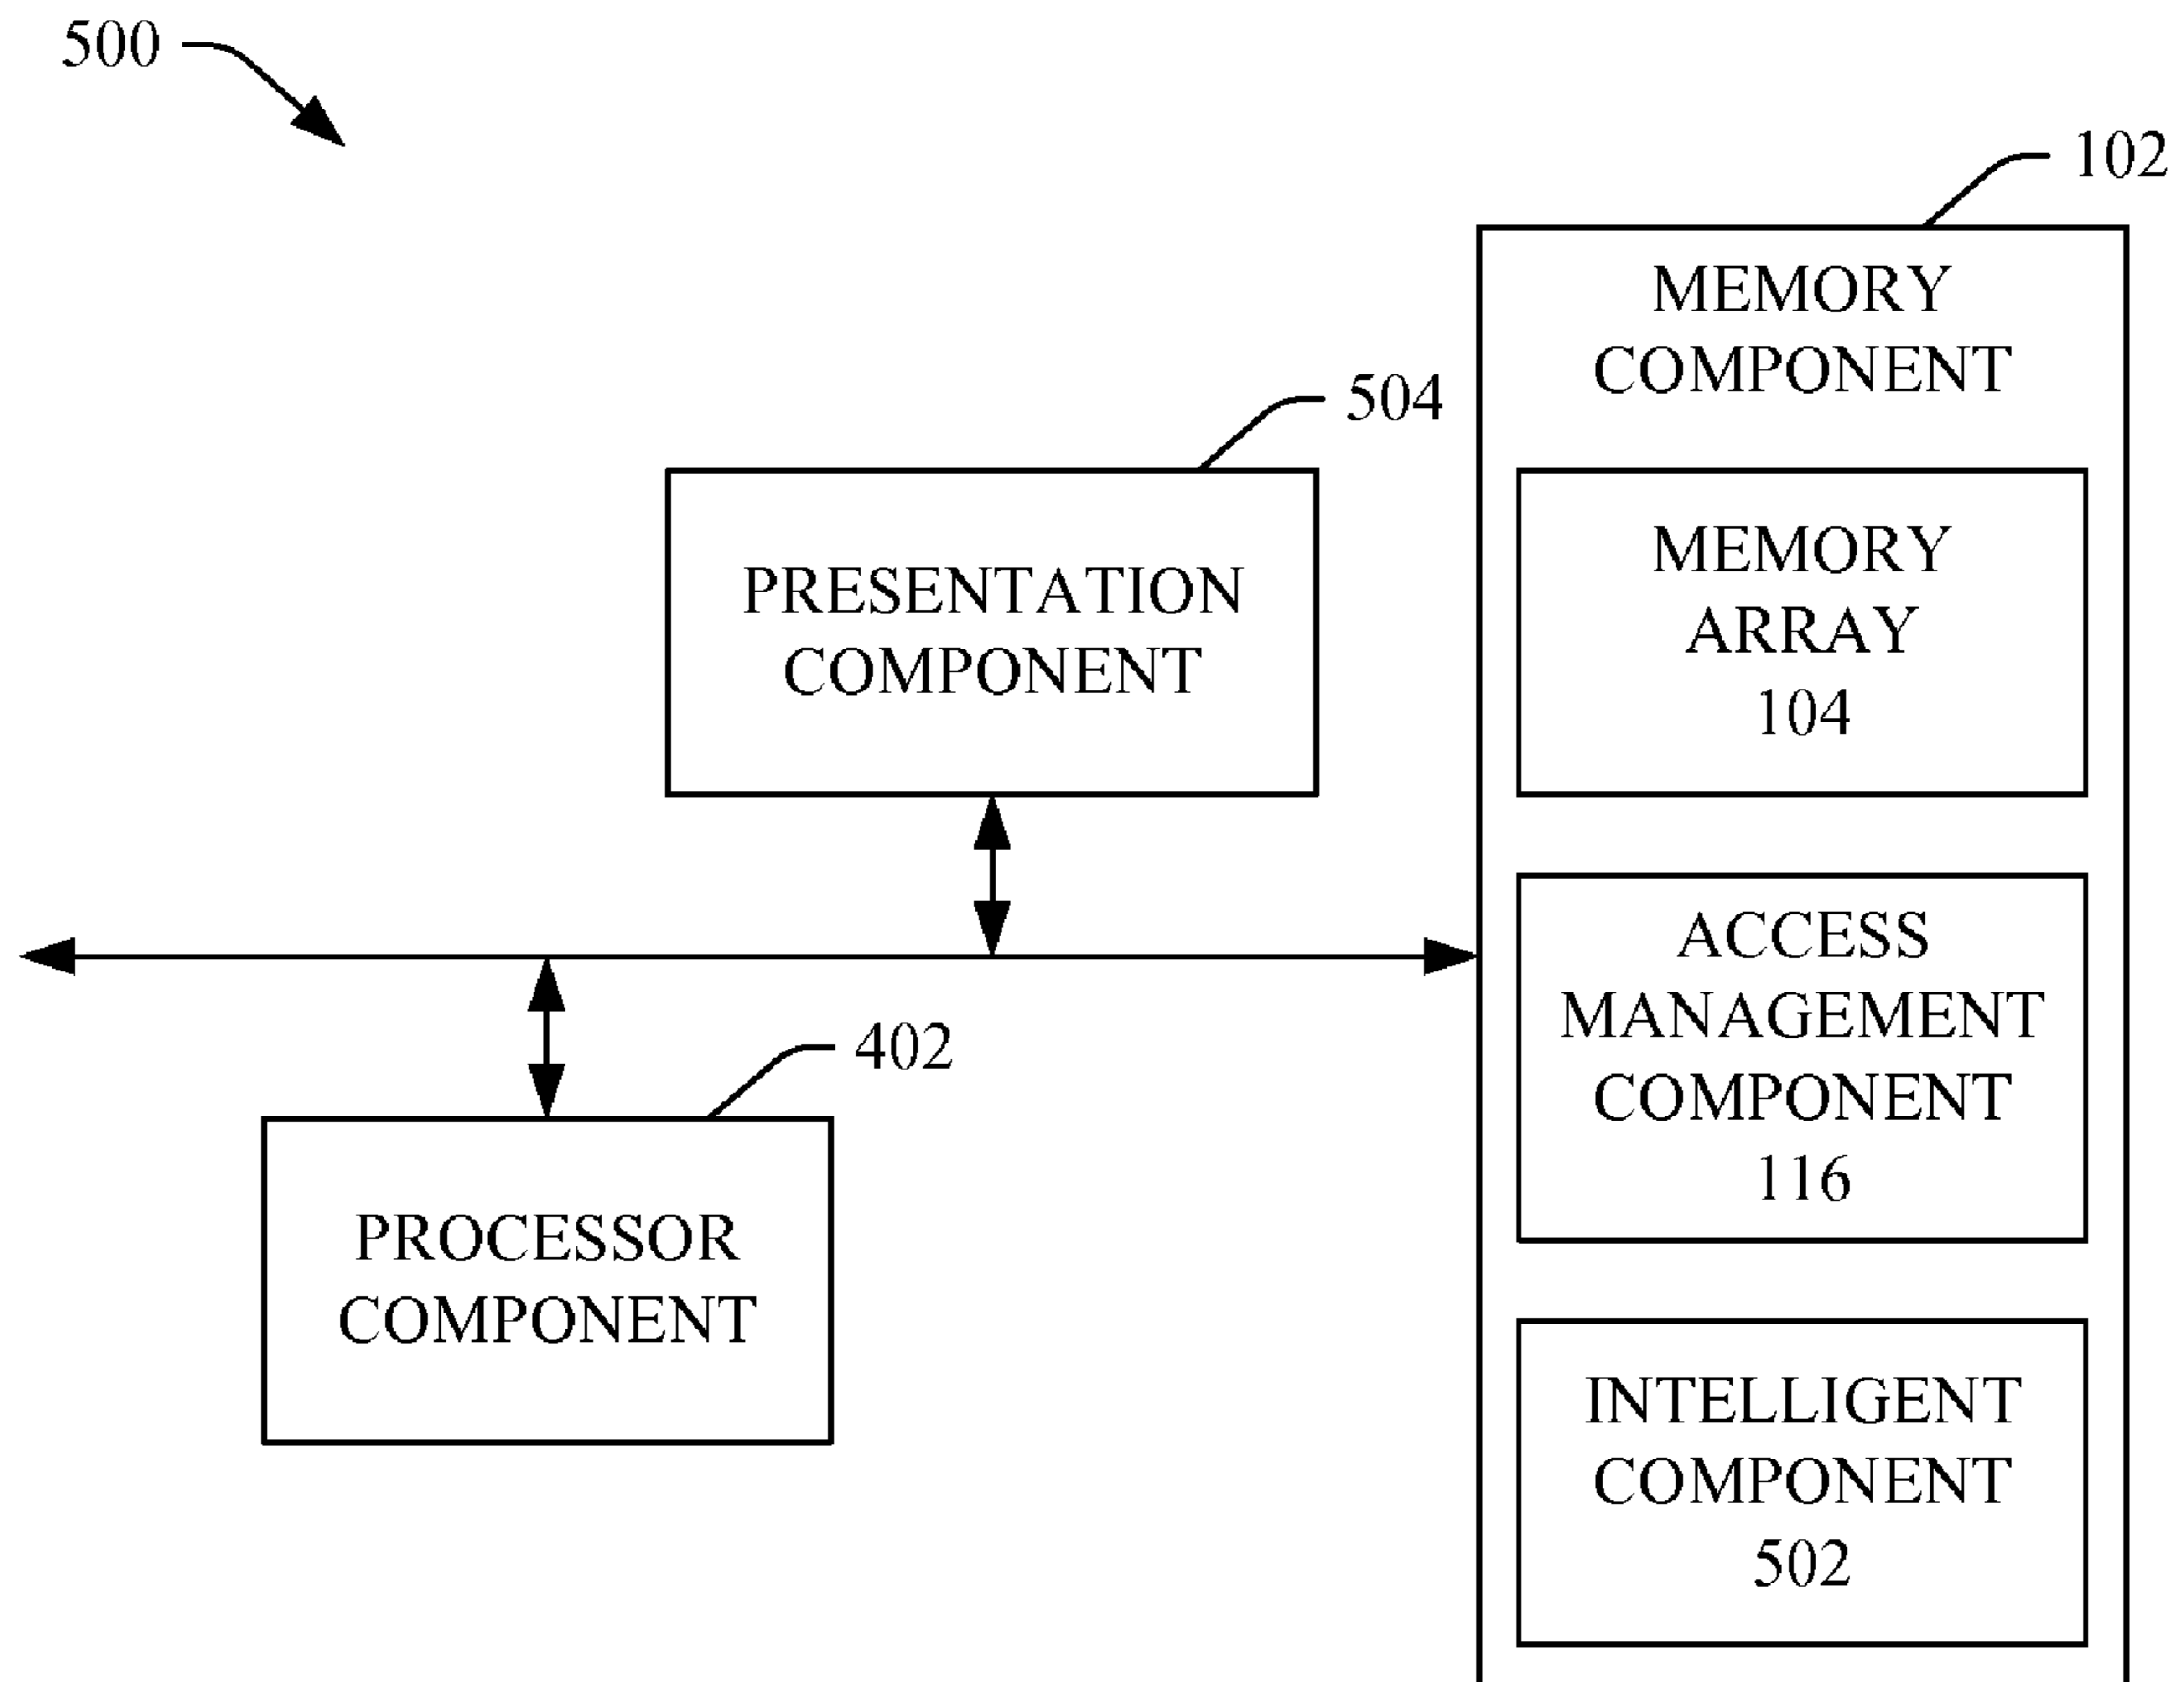 500
102
MEMORY
COMPONENT
504
MEMORY
ARRAY
104
PRESENTATION
COMPONENT
ACCESS
MANAGEMENT
COMPONENT
116
402
PROCESSOR
COMPONENT
INTELLIGENT
COMPONENT
502